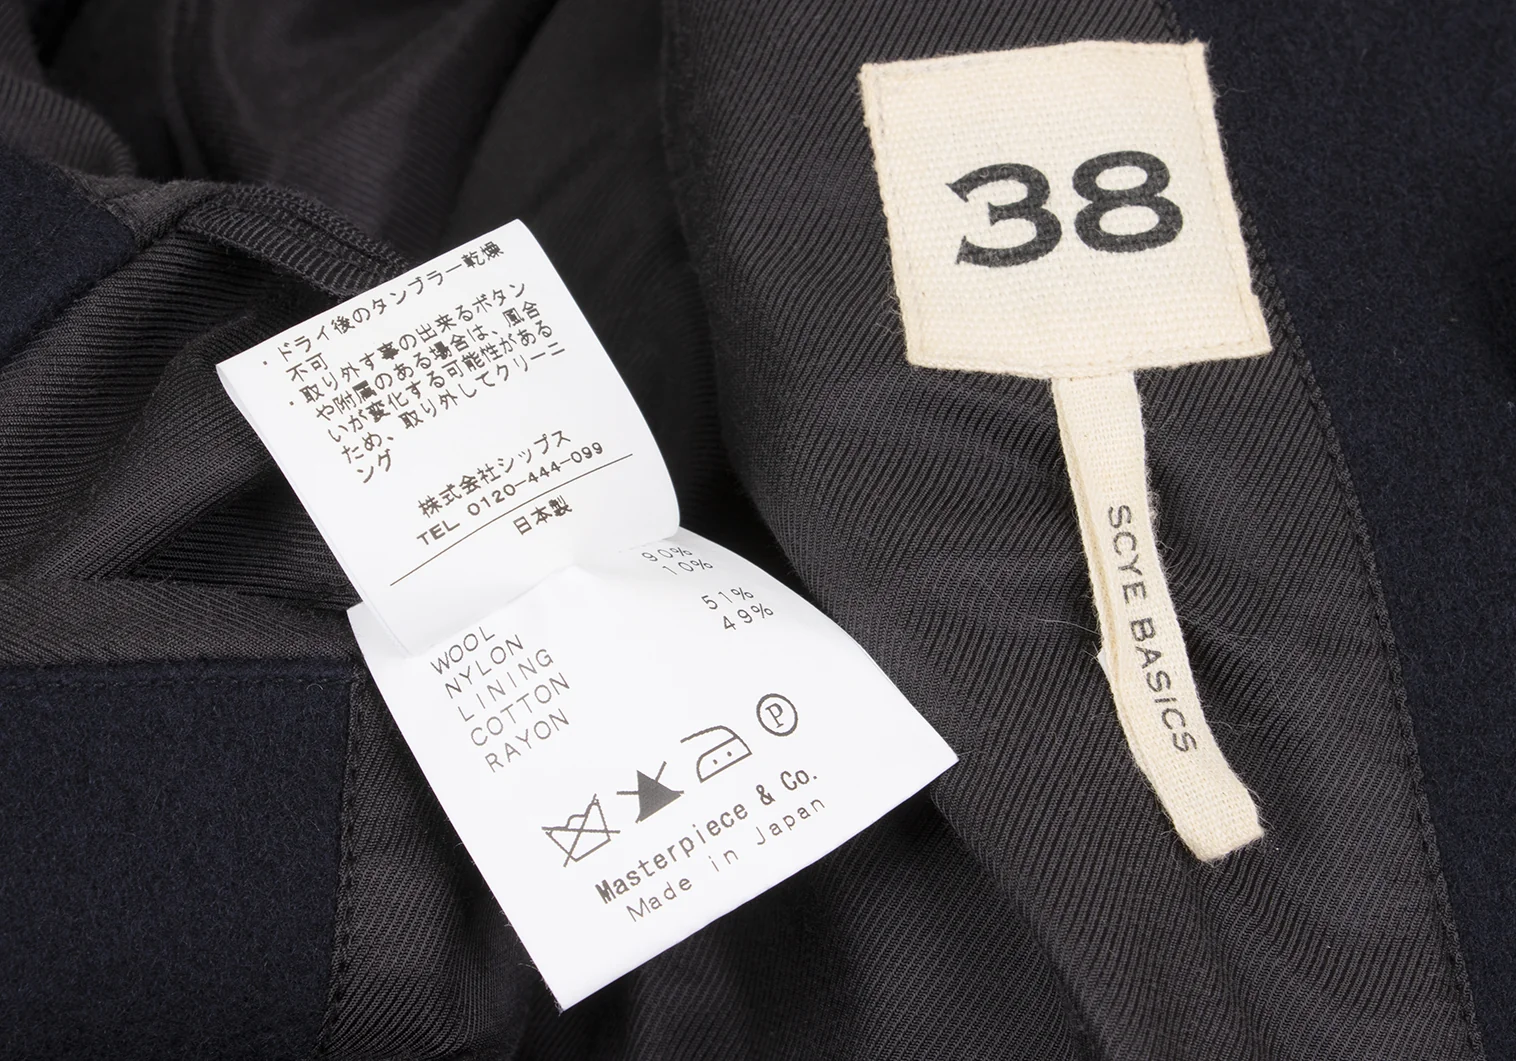 ・ドライ後のタンブラー乾燥
不可
・取り外す事の出来るボタン
や附属のある場合は、風合
いが変化する可能性がある
ため、取り外してクリーニ
ング
株式会社シップス
TEL 0120-444-099
日本製
90%
WOOL
NYLON 10%
LINING
COTTON 51%
RAYON 49%
P
Masterpiece & Co.
Made in Japan
38
SCYE BASICS